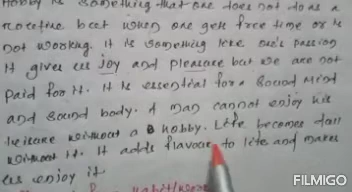 Hobby is something that one does not do as a
routine but when one gets free time or is
not working. It is something like one's passion
It gives us joy and pleasure but we are not
paid for it. It is essential for a sound mind
and sound body. A man cannot enjoy his
leisure without a hobby. Life becomes dall
without it. It adds flavour to life and makes
us enjoy it
FILMIGO